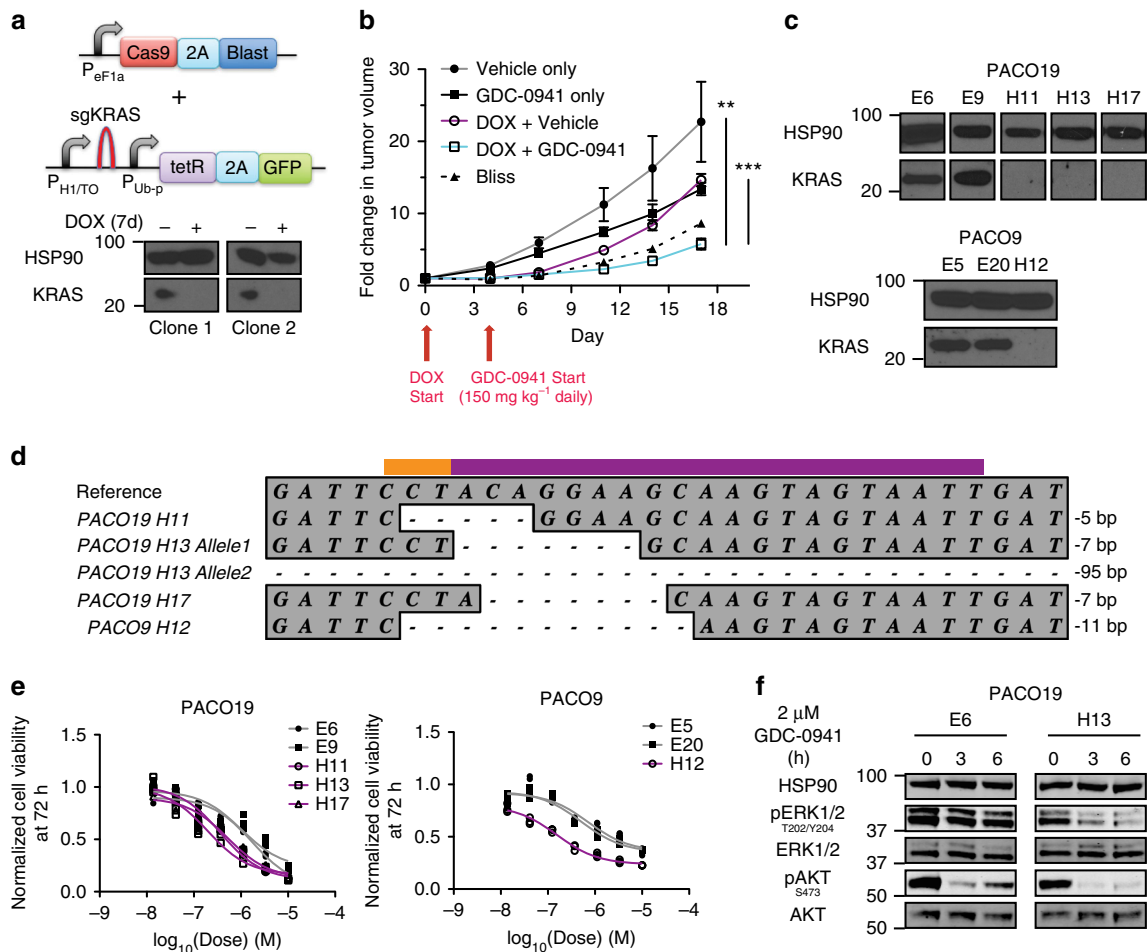 a
Cas9 2A Blast
PeF1a
+
sgKRAS
tetR 2A GFP
PH1/TO PUb-p
DOX (7d) – + – +
100
HSP90
KRAS
20
Clone 1 Clone 2
b
Fold change in tumor volume
30
20
10
0
0 3 6 9 12 15 18
Day
Vehicle only
GDC-0941 only
DOX + Vehicle
DOX + GDC-0941
Bliss
**
***
DOX Start
GDC-0941 Start
(150 mg kg–1 daily)
c
PACO19
E6 E9 H11 H13 H17
100
HSP90
KRAS
20
PACO9
E5 E20 H12
HSP90
KRAS
20
d
Reference G A T T C C T A C A G G A A G C A A G T A G T A A T T G A T
PACO19 H11 G A T T C - - - - - G G A A G C A A G T A G T A A T T G A T -5 bp
PACO19 H13 Allele1 G A T T C C T - - - - - - - G C A A G T A G T A A T T G A T -7 bp
PACO19 H13 Allele2 - - - - - - - - - - - - - - - - - - - - - - - - - - - - - - -95 bp
PACO19 H17 G A T T C C T A - - - - - - - C A A G T A G T A A T T G A T -7 bp
PACO9 H12 G A T T C - - - - - - - - - - - A A G T A G T A A T T G A T -11 bp
e
PACO19
Normalized cell viability
at 72 h
1.5
1.0
0.5
0.0
–9 –8 –7 –6 –5 –4
log10(Dose) (M)
E6
E9
H11
H13
H17
PACO9
Normalized cell viability
at 72 h
1.5
1.0
0.5
0.0
–9 –8 –7 –6 –5 –4
log10(Dose) (M)
E5
E20
H12
f
PACO19
2 μM
GDC-0941
(h)
E6 H13
0 3 6 0 3 6
100
HSP90
pERK1/2
T202/Y204
37
ERK1/2
37
pAKT
S473
50
AKT
50